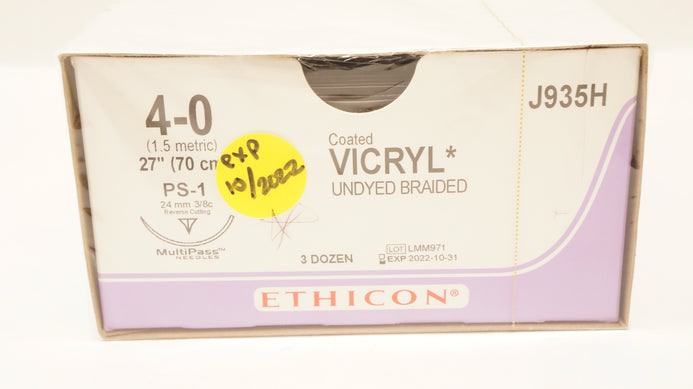 4-0
(1.5 metric)
27" (70 cm
PS-1
24 mm 3/8c
Reverse Cutting
MultiPass™
NEEDLES
exp
10/2022
Coated
VICRYL*
UNDYED BRAIDED
3 DOZEN
LOT LMM971
EXP 2022-10-31
J935H
ETHICON®